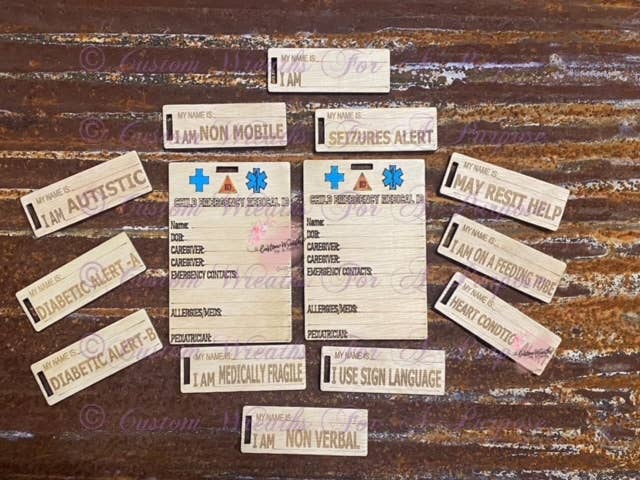 © Custom Wreaths For A Purpose
MY NAME IS:
I AM
MY NAME IS:
I AM NON MOBILE
MY NAME IS:
SEIZURES ALERT
MY NAME IS:
I AM AUTISTIC
MY NAME IS:
DIABETIC ALERT-A
MY NAME IS:
DIABETIC ALERT-B
ID
CHILD EMERGENCY MEDICAL ID
Name:
DOB:
CAREGIVER:
CAREGIVER:
EMERGENCY CONTACTS:
ALLERGIES/MEDS:
PEDIATRICIAN:
ID
CHILD EMERGENCY MEDICAL ID
Name:
DOB:
CAREGIVER:
CAREGIVER:
EMERGENCY CONTACTS:
ALLERGIES/MEDS:
PEDIATRICIAN:
MY NAME IS:
MAY RESIT HELP
MY NAME IS:
I AM ON A FEEDING TUBE
MY NAME IS:
HEART CONDITIO
MY NAME IS:
I AM MEDICALLY FRAGILE
MY NAME IS:
I USE SIGN LANGUAGE
MY NAME IS:
I AM NON VERBAL